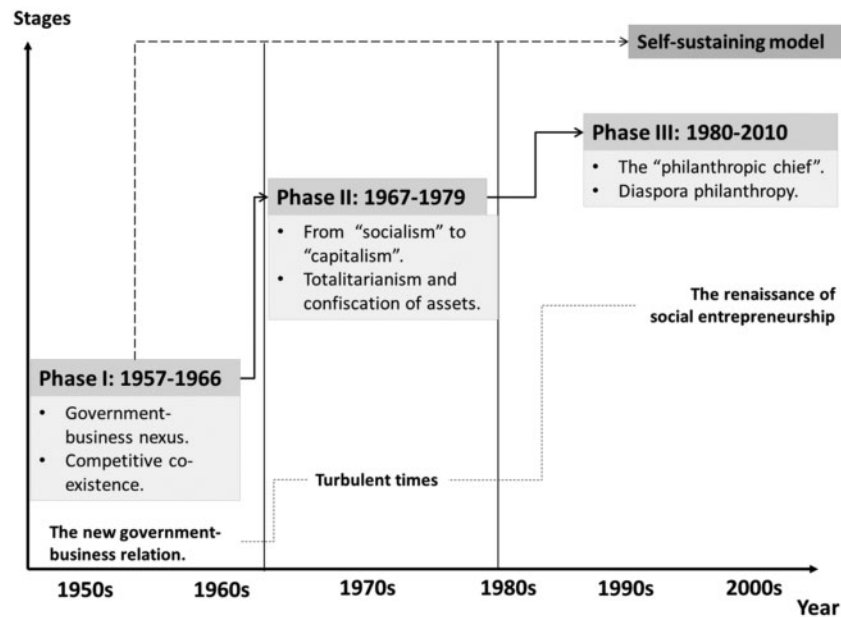 Stages
Self-sustaining model
Phase III: 1980-2010
• The “philanthropic chief”.
• Diaspora philanthropy.
Phase II: 1967-1979
• From “socialism” to
“capitalism”.
• Totalitarianism and
confiscation of assets.
The renaissance of
social entrepreneurship
Phase I: 1957-1966
• Government-
business nexus.
• Competitive co-
existence.
Turbulent times
The new government-
business relation.
1950s 1960s 1970s 1980s 1990s 2000s
Year